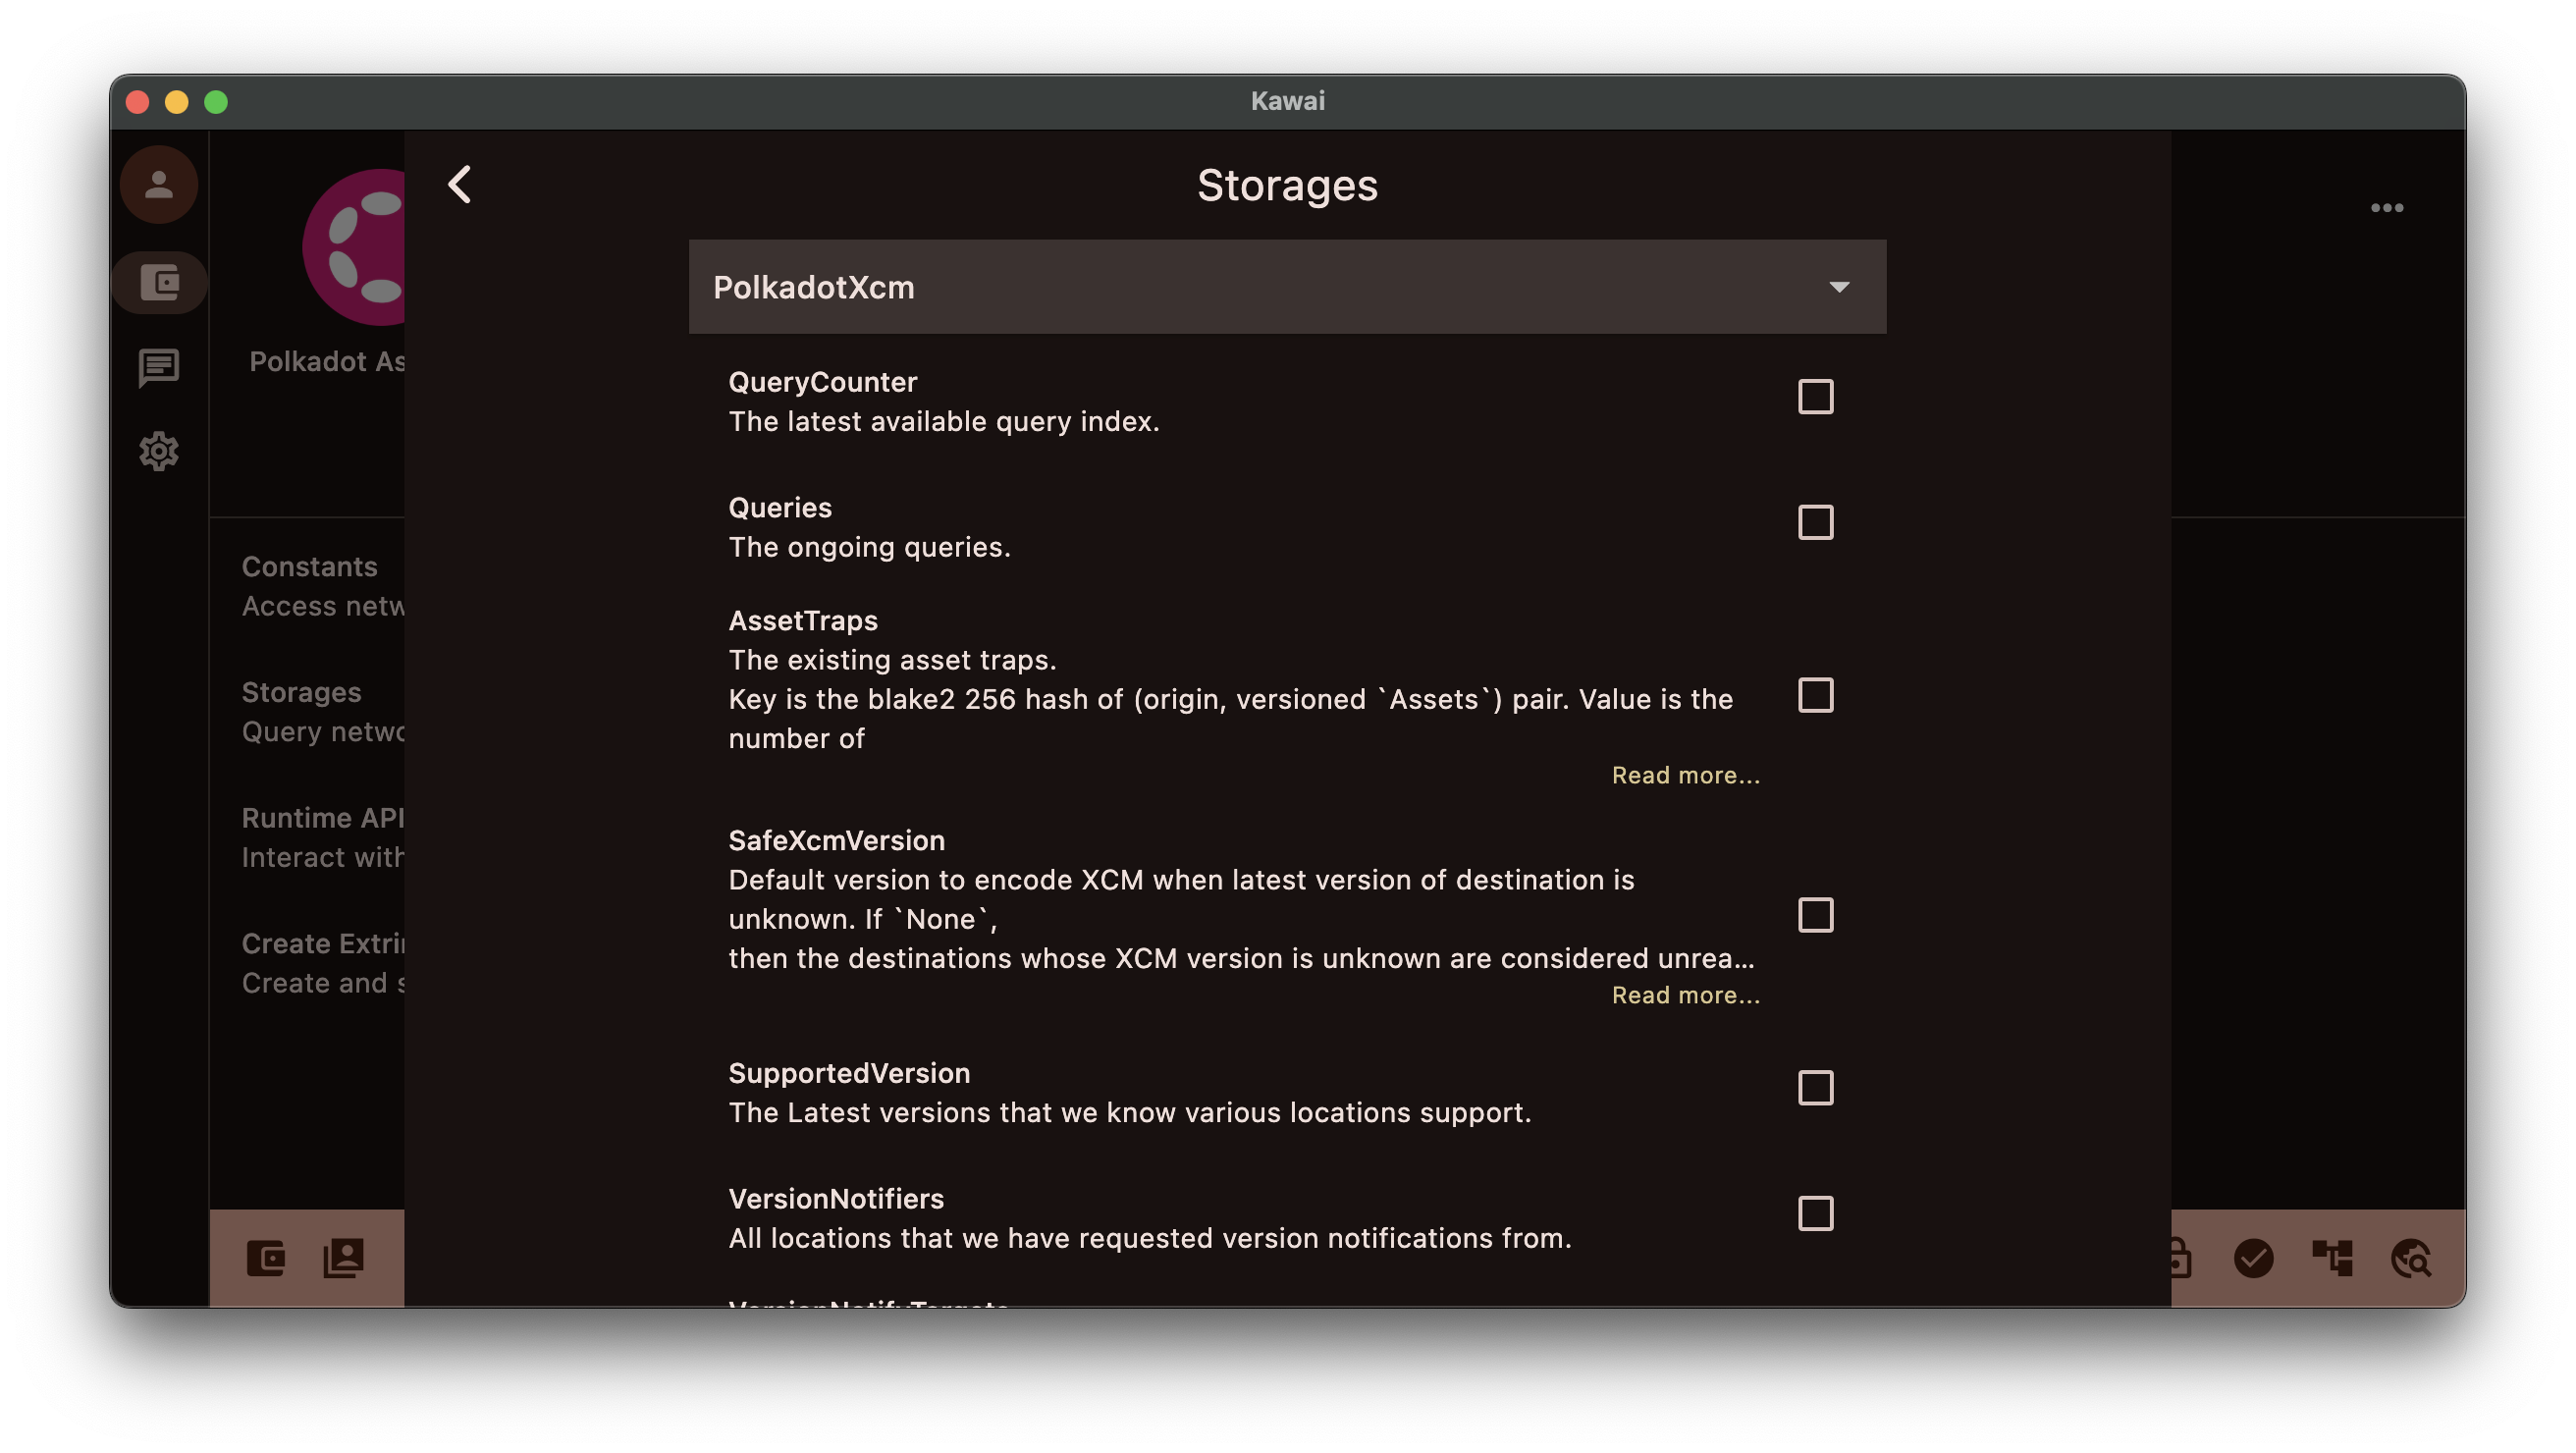 Kawai
Storages
PolkadotXcm
QueryCounter
The latest available query index.
Queries
The ongoing queries.
AssetTraps
The existing asset traps.
Key is the blake2 256 hash of (origin, versioned `Assets`) pair. Value is the
number of
Read more...
SafeXcmVersion
Default version to encode XCM when latest version of destination is
unknown. If `None`,
then the destinations whose XCM version is unknown are considered unrea...
Read more...
SupportedVersion
The Latest versions that we know various locations support.
VersionNotifiers
All locations that we have requested version notifications from.
VersionNotifyTargets
Polkadot As
Constants
Access netw
Storages
Query netwo
Runtime API
Interact with
Create Extri
Create and s